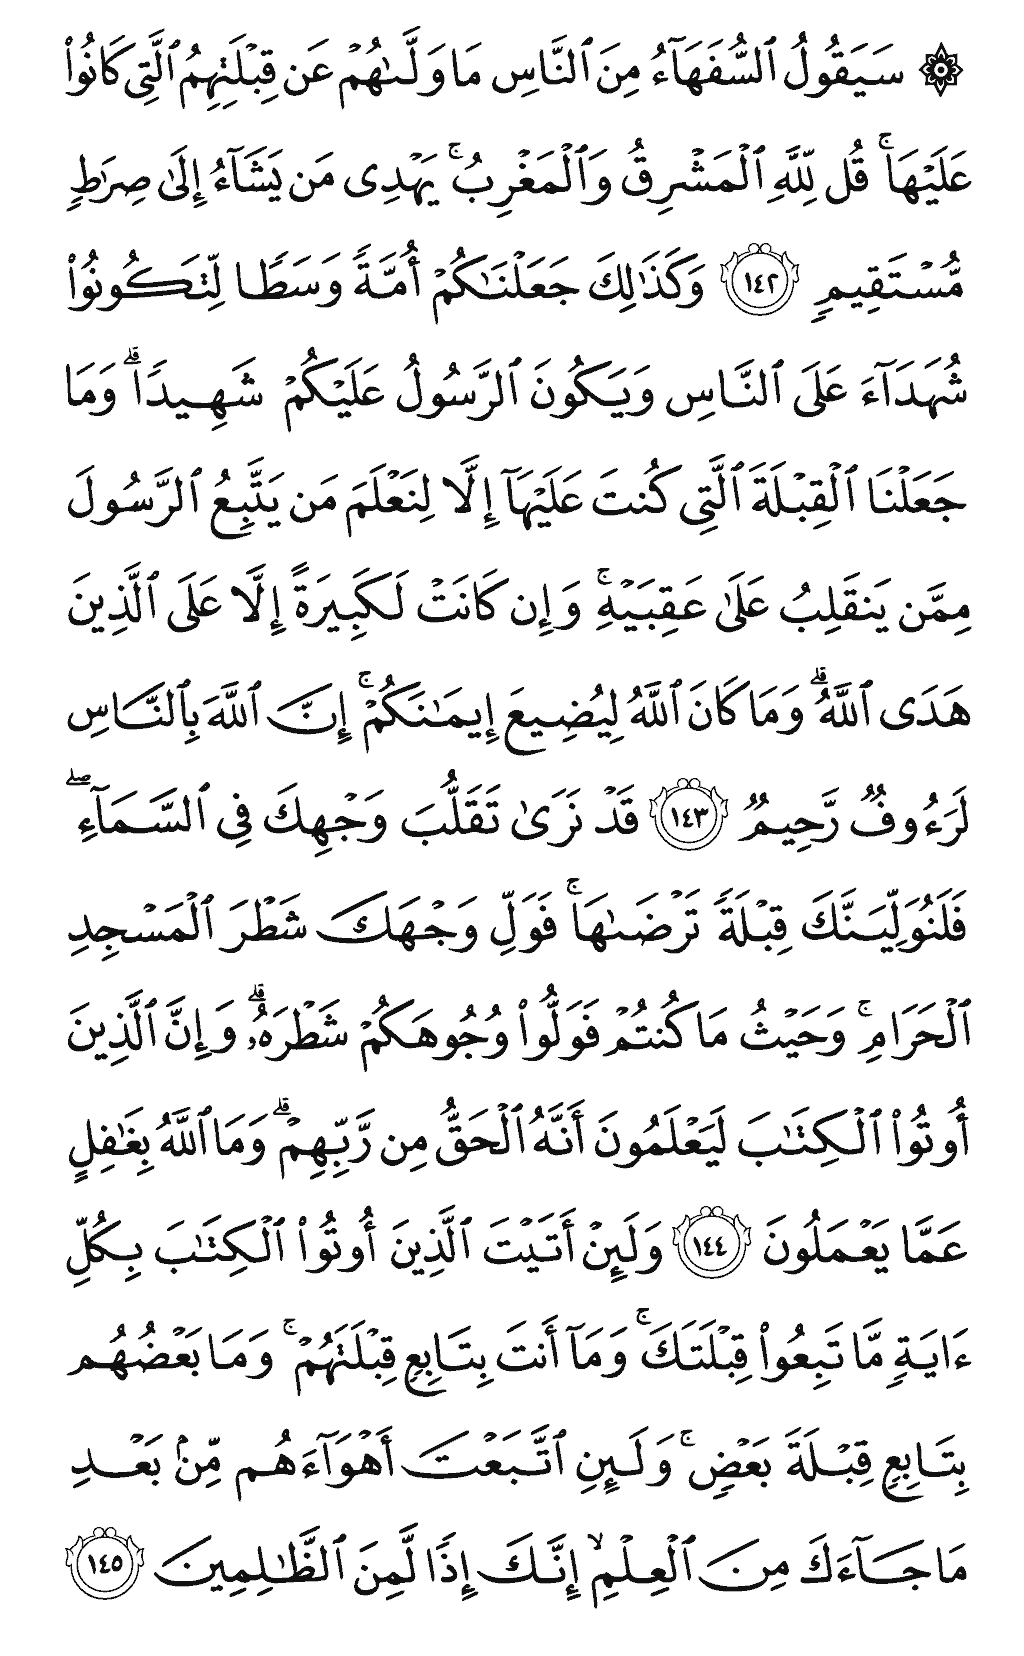 ۞ سَيَقُولُ ٱلسُّفَهَآءُ مِنَ ٱلنَّاسِ مَا وَلَّىٰهُمْ عَن قِبْلَتِهِمُ ٱلَّتِى كَانُوا۟
عَلَيْهَا ۚ قُل لِّلَّهِ ٱلْمَشْرِقُ وَٱلْمَغْرِبُ ۚ يَهْدِى مَن يَشَآءُ إِلَىٰ صِرَٰطٍ
مُّسْتَقِيمٍ ١٤٢ وَكَذَٰلِكَ جَعَلْنَـٰكُمْ أُمَّةً وَسَطًا لِّتَكُونُوا۟
شُهَدَآءَ عَلَى ٱلنَّاسِ وَيَكُونَ ٱلرَّسُولُ عَلَيْكُمْ شَهِيدًا ۗ وَمَا
جَعَلْنَا ٱلْقِبْلَةَ ٱلَّتِى كُنتَ عَلَيْهَآ إِلَّا لِنَعْلَمَ مَن يَتَّبِعُ ٱلرَّسُولَ
مِمَّن يَنقَلِبُ عَلَىٰ عَقِبَيْهِ ۚ وَإِن كَانَتْ لَكَبِيرَةً إِلَّا عَلَى ٱلَّذِينَ
هَدَى ٱللَّهُ ۗ وَمَا كَانَ ٱللَّهُ لِيُضِيعَ إِيمَـٰنَكُمْ ۚ إِنَّ ٱللَّهَ بِٱلنَّاسِ
لَرَءُوفٌ رَّحِيمٌ ١٤٣ قَدْ نَرَىٰ تَقَلُّبَ وَجْهِكَ فِى ٱلسَّمَآءِ ۖ
فَلَنُوَلِّيَنَّكَ قِبْلَةً تَرْضَىٰهَا ۚ فَوَلِّ وَجْهَكَ شَطْرَ ٱلْمَسْجِدِ
ٱلْحَرَامِ ۚ وَحَيْثُ مَا كُنتُمْ فَوَلُّوا۟ وُجُوهَكُمْ شَطْرَهُۥ ۗ وَإِنَّ ٱلَّذِينَ
أُوتُوا۟ ٱلْكِتَـٰبَ لَيَعْلَمُونَ أَنَّهُ ٱلْحَقُّ مِن رَّبِّهِمْ ۗ وَمَا ٱللَّهُ بِغَـٰفِلٍ
عَمَّا يَعْمَلُونَ ١٤٤ وَلَئِنْ أَتَيْتَ ٱلَّذِينَ أُوتُوا۟ ٱلْكِتَـٰبَ بِكُلِّ
ءَايَةٍ مَّا تَبِعُوا۟ قِبْلَتَكَ ۚ وَمَآ أَنتَ بِتَابِعٍ قِبْلَتَهُمْ ۚ وَمَا بَعْضُهُم
بِتَابِعٍ قِبْلَةَ بَعْضٍ ۚ وَلَئِنِ ٱتَّبَعْتَ أَهْوَآءَهُم مِّنۢ بَعْدِ
مَا جَآءَكَ مِنَ ٱلْعِلْمِ ۙ إِنَّكَ إِذًا لَّمِنَ ٱلظَّـٰلِمِينَ ١٤٥